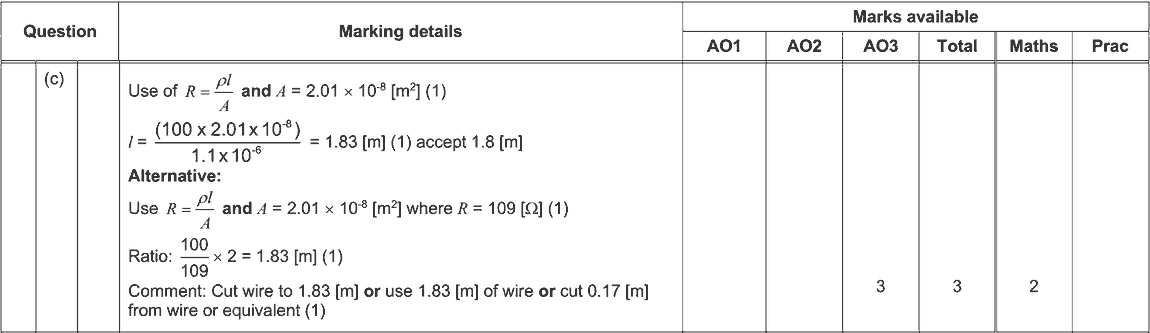 Question Marking details Marks available
AO1 AO2 AO3 Total Maths Prac
(c)
Use of R = ρl/A and A = 2.01 × 10⁻⁸ [m²] (1)
l = (100 x 2.01 x 10⁻⁸)/1.1 x 10⁻⁶ = 1.83 [m] (1) accept 1.8 [m]
Alternative:
Use R = ρl/A and A = 2.01 × 10⁻⁸ [m²] where R = 109 [Ω] (1)
Ratio: 100/109 × 2 = 1.83 [m] (1)
Comment: Cut wire to 1.83 [m] or use 1.83 [m] of wire or cut 0.17 [m]
from wire or equivalent (1)
3 3 2